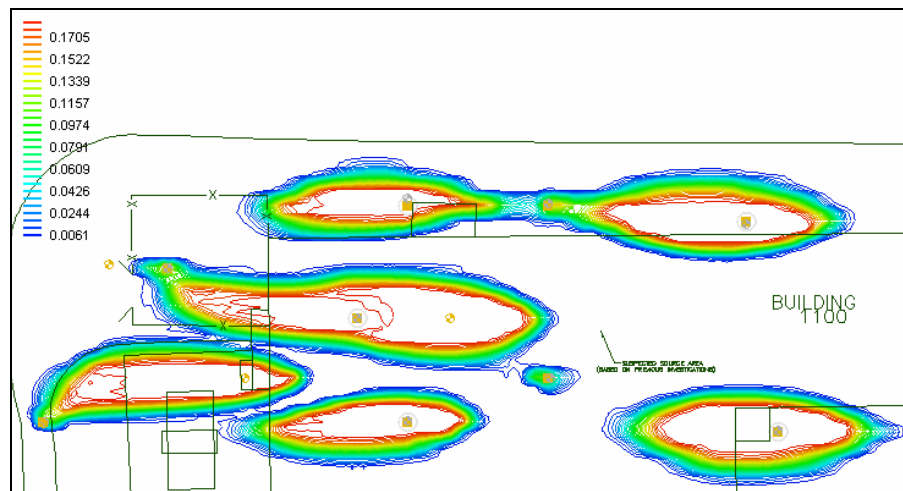 0.1705
0.1522
0.1339
0.1157
0.0974
0.0791
0.0609
0.0426
0.0244
0.0061
X
X
X
X
X
X
BUILDING
1100
SUSPECTED SOURCE AREA
(BASED ON PREVIOUS INVESTIGATIONS)